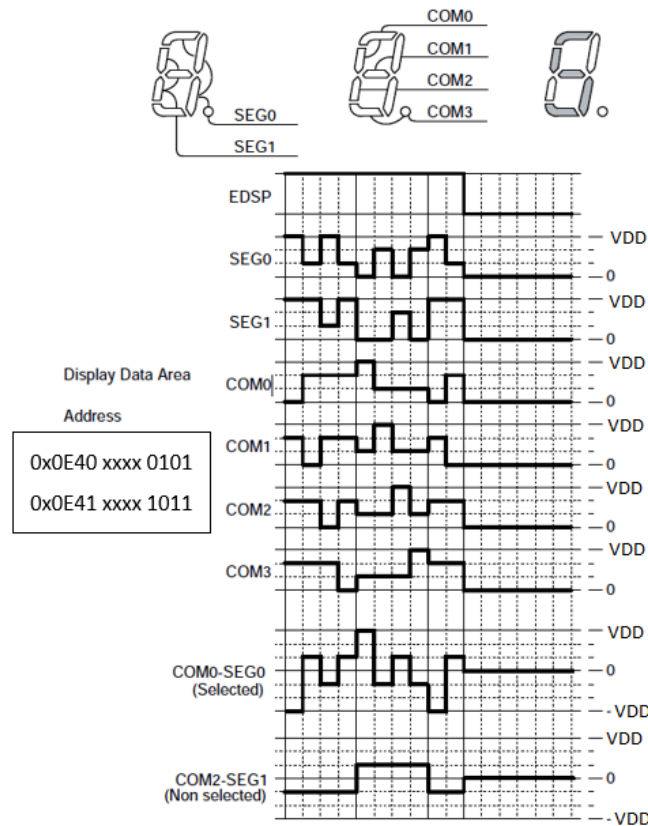 COM0
COM1
COM2
COM3
SEG0
SEG1
EDSP
VDD
SEG0
0
VDD
SEG1
0
VDD
Display Data Area
COM0
0
Address
VDD
0x0E40 xxxx 0101
COM1
0
0x0E41 xxxx 1011
VDD
COM2
0
VDD
COM3
0
VDD
COM0-SEG0
(Selected)
0
- VDD
VDD
COM2-SEG1
(Non selected)
0
- VDD